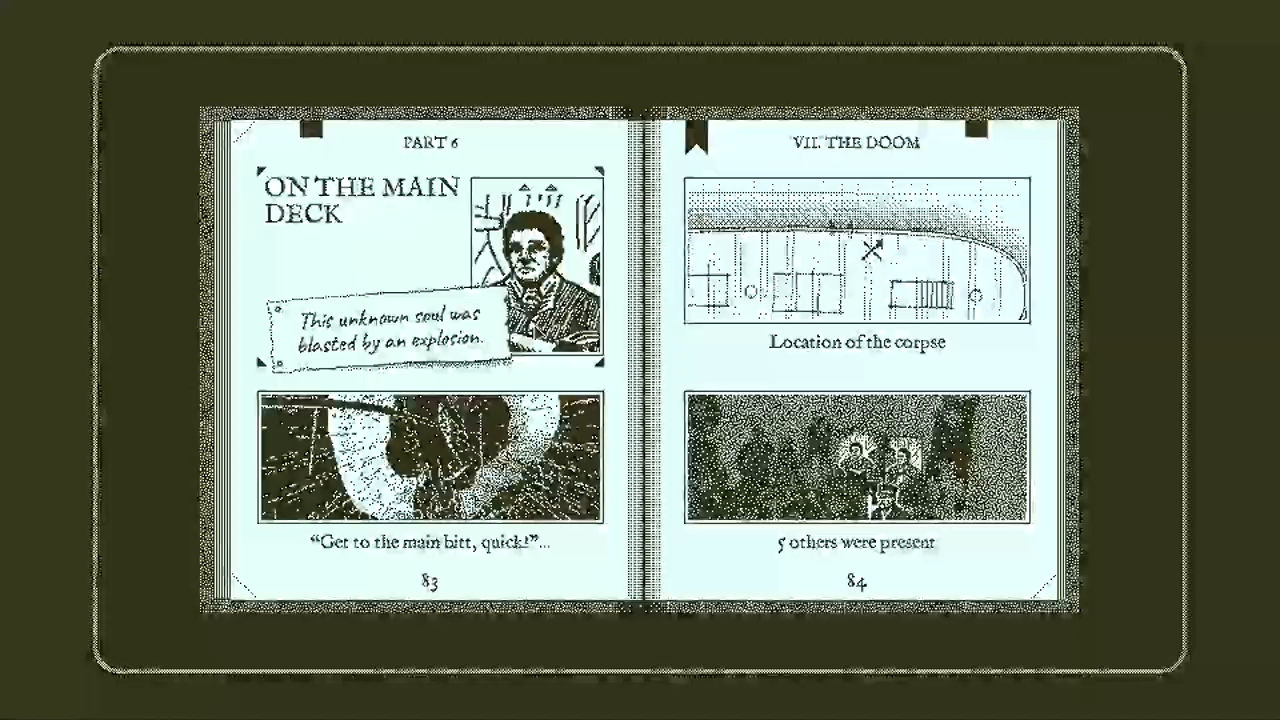 PART 6
ON THE MAIN
DECK
This unknown soul was
blasted by an explosion.
"Get to the main bitt, quick!"...
83
VII. THE DOOM
Location of the corpse
5 others were present
84